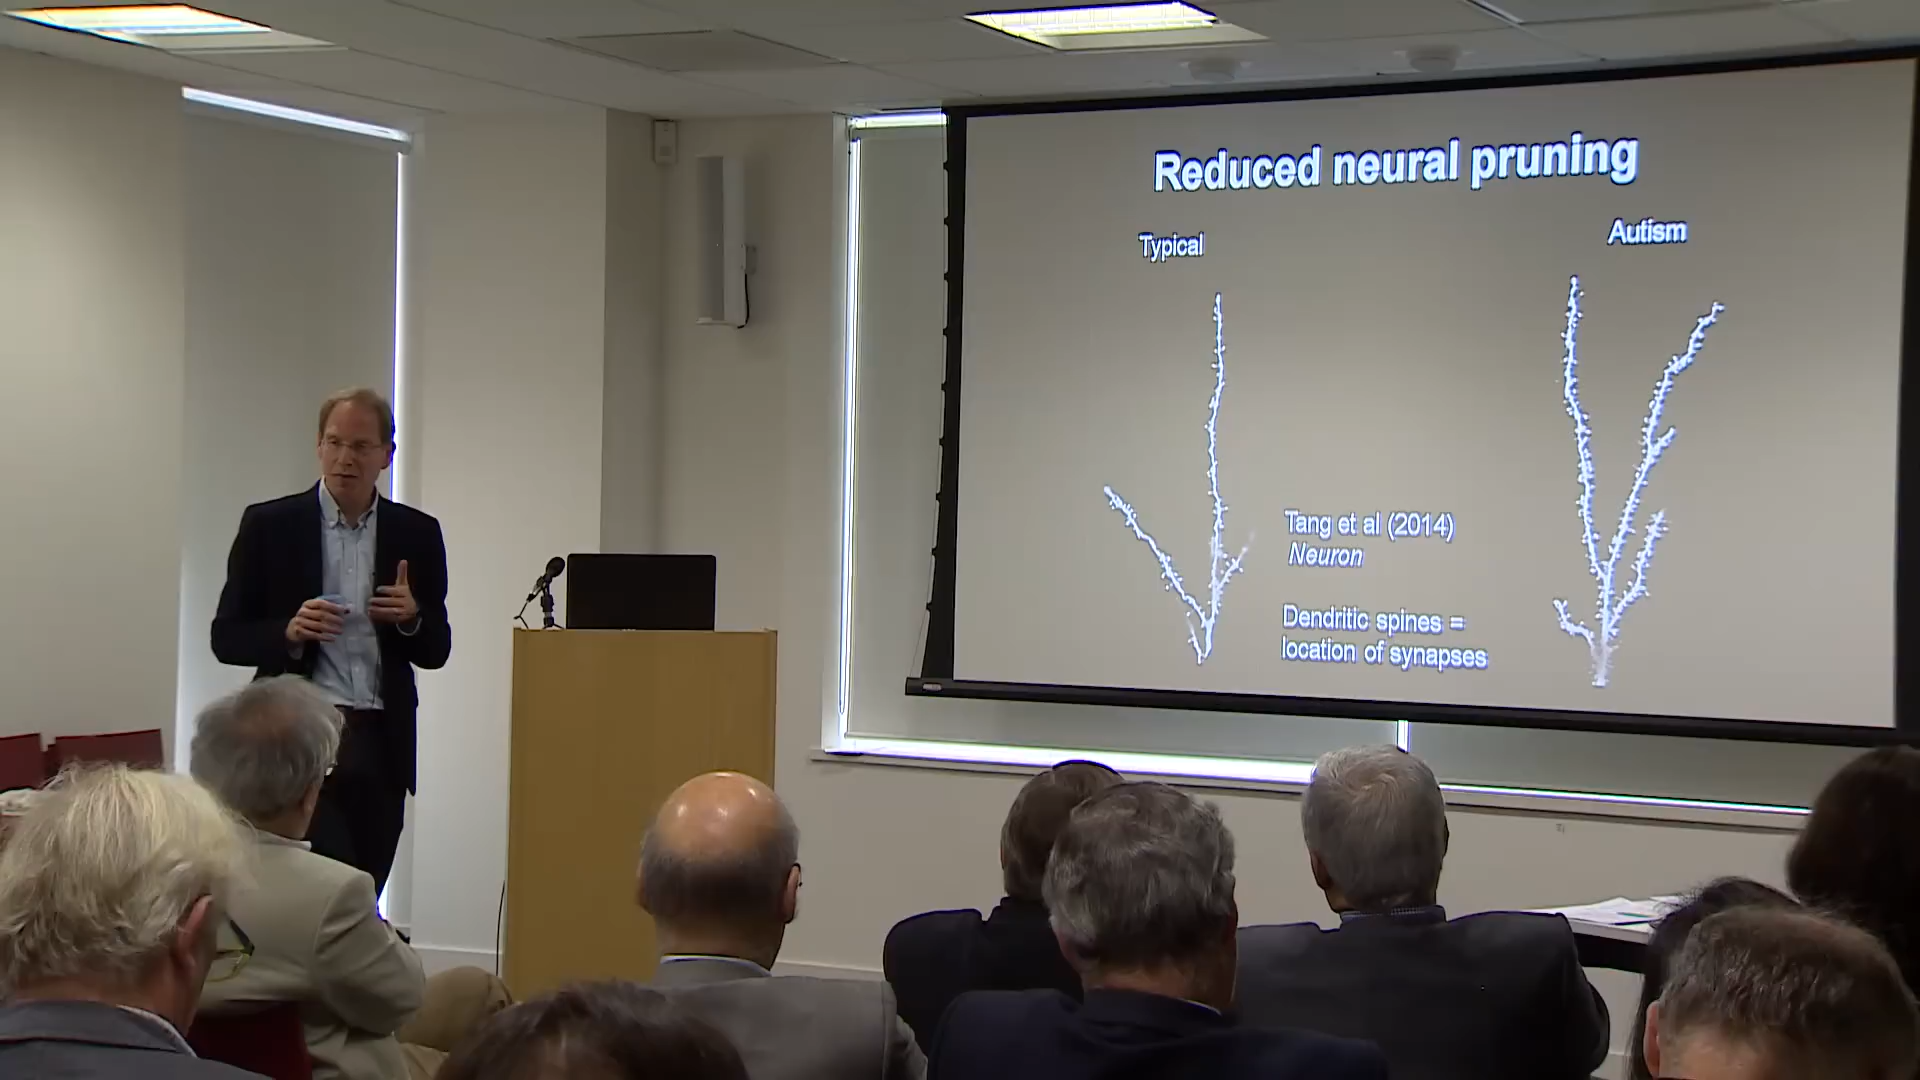 Reduced neural pruning
Typical
Autism
Tang et al (2014)
Neuron
Dendritic spines =
location of synapses